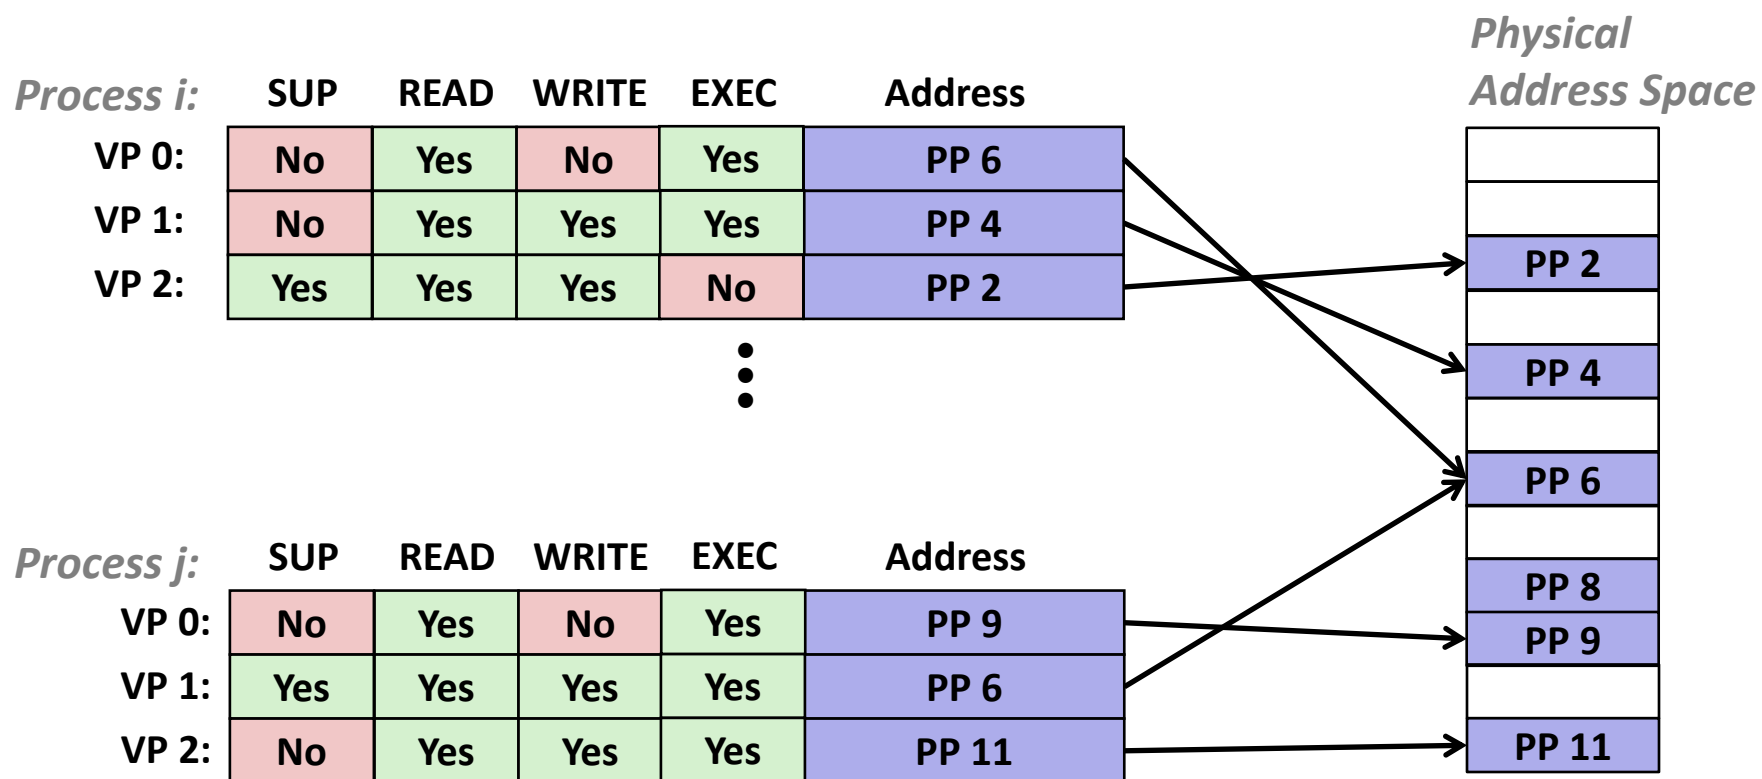 Physical
Address Space
Process i: SUP READ WRITE EXEC Address
VP 0: No Yes No Yes PP 6
VP 1: No Yes Yes Yes PP 4
VP 2: Yes Yes Yes No PP 2
PP 2
PP 4
PP 6
PP 8
PP 9
PP 11
Process j: SUP READ WRITE EXEC Address
VP 0: No Yes No Yes PP 9
VP 1: Yes Yes Yes Yes PP 6
VP 2: No Yes Yes Yes PP 11